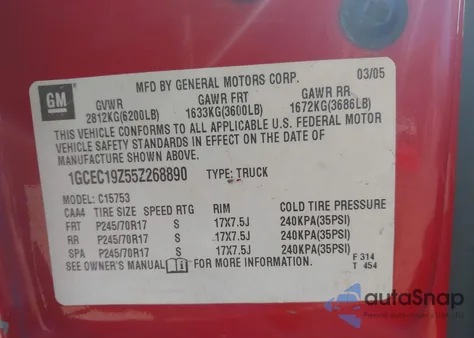 GM
MFD BY GENERAL MOTORS CORP. 03/05
GVWR GAWR FRT GAWR RR
2812KG(6200LB) 1633KG(3600LB) 1672KG(3686LB)
THIS VEHICLE CONFORMS TO ALL APPLICABLE U.S. FEDERAL MOTOR
VEHICLE SAFETY STANDARDS IN EFFECT ON THE DATE OF
MANUFACTURE SHOWN ABOVE.
1GCEC19Z55Z268890 TYPE: TRUCK
MODEL: C15753
CAA4 TIRE SIZE SPEED RTG RIM COLD TIRE PRESSURE
FRT P245/70R17 S 17X7.5J 240KPA(35PSI)
RR P245/70R17 S 17X7.5J 240KPA(35PSI)
SPA P245/70R17 S 17X7.5J 240KPA(35PSI)
SEE OWNER'S MANUAL FOR MORE INFORMATION. F 314
T 454
autoSnap